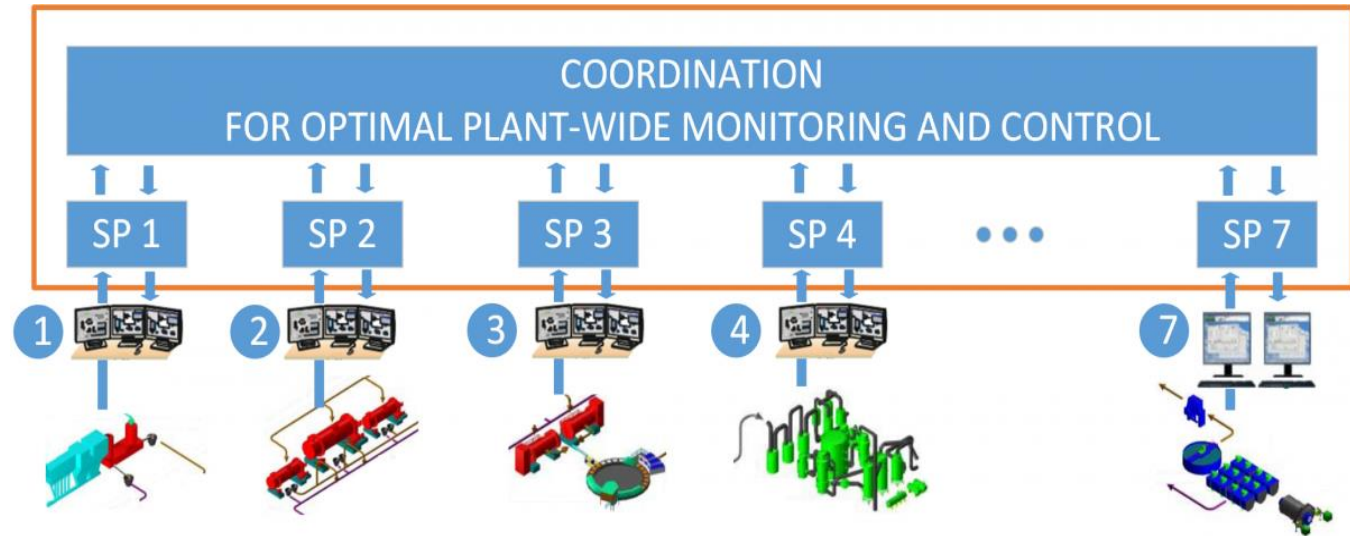 COORDINATION
FOR OPTIMAL PLANT-WIDE MONITORING AND CONTROL
SP 1
SP 2
SP 3
SP 4
SP 7
1
2
3
4
7